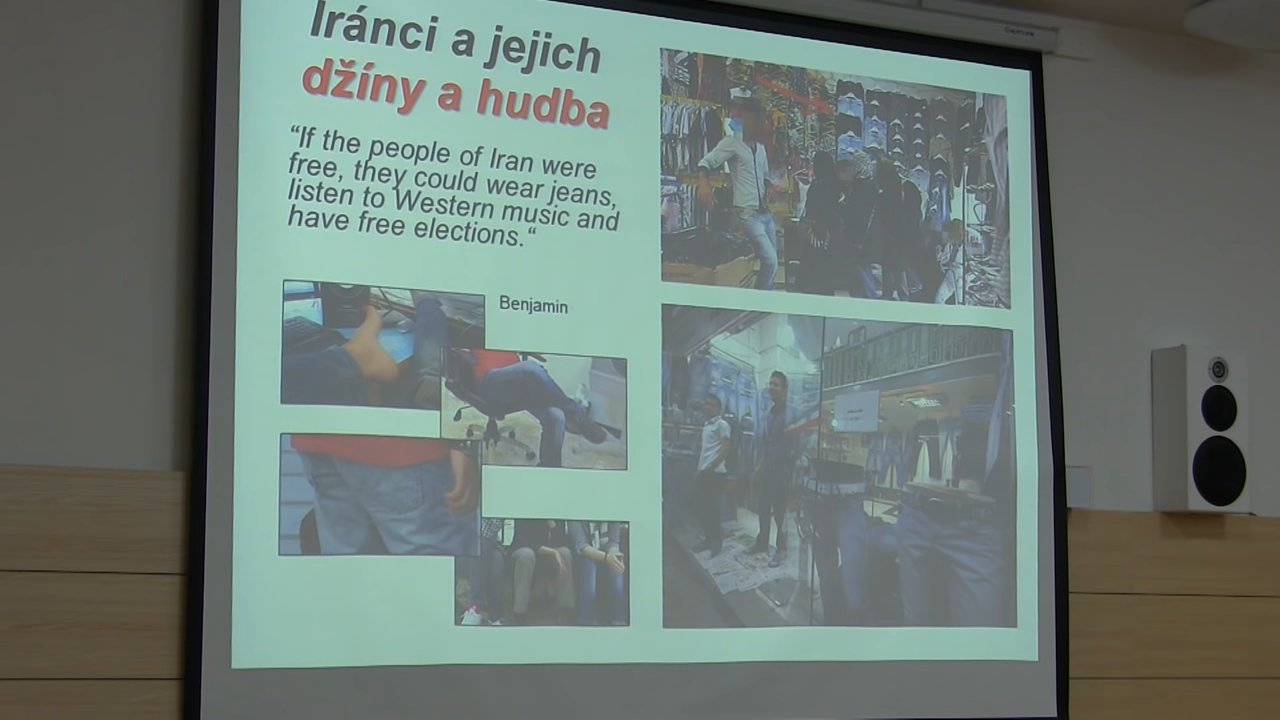 Iránci a jejich
džíny a hudba
“If the people of Iran were
free, they could wear jeans,
listen to Western music and
have free elections.“
Benjamin